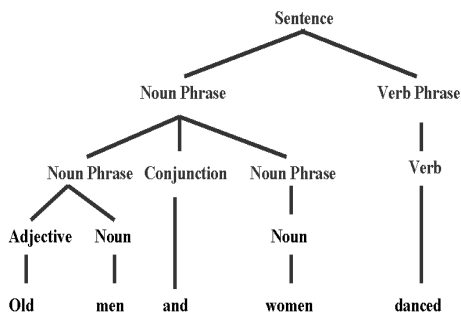 Sentence
Noun Phrase Verb Phrase
Noun Phrase Conjunction Noun Phrase Verb
Adjective Noun Noun
Old men and women danced